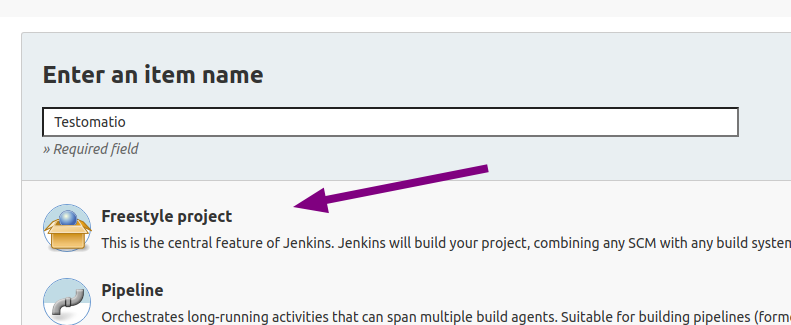 Enter an item name
Testomatio
» Required field
Freestyle project
This is the central feature of Jenkins. Jenkins will build your project, combining any SCM with any build system
Pipeline
Orchestrates long-running activities that can span multiple build agents. Suitable for building pipelines (form